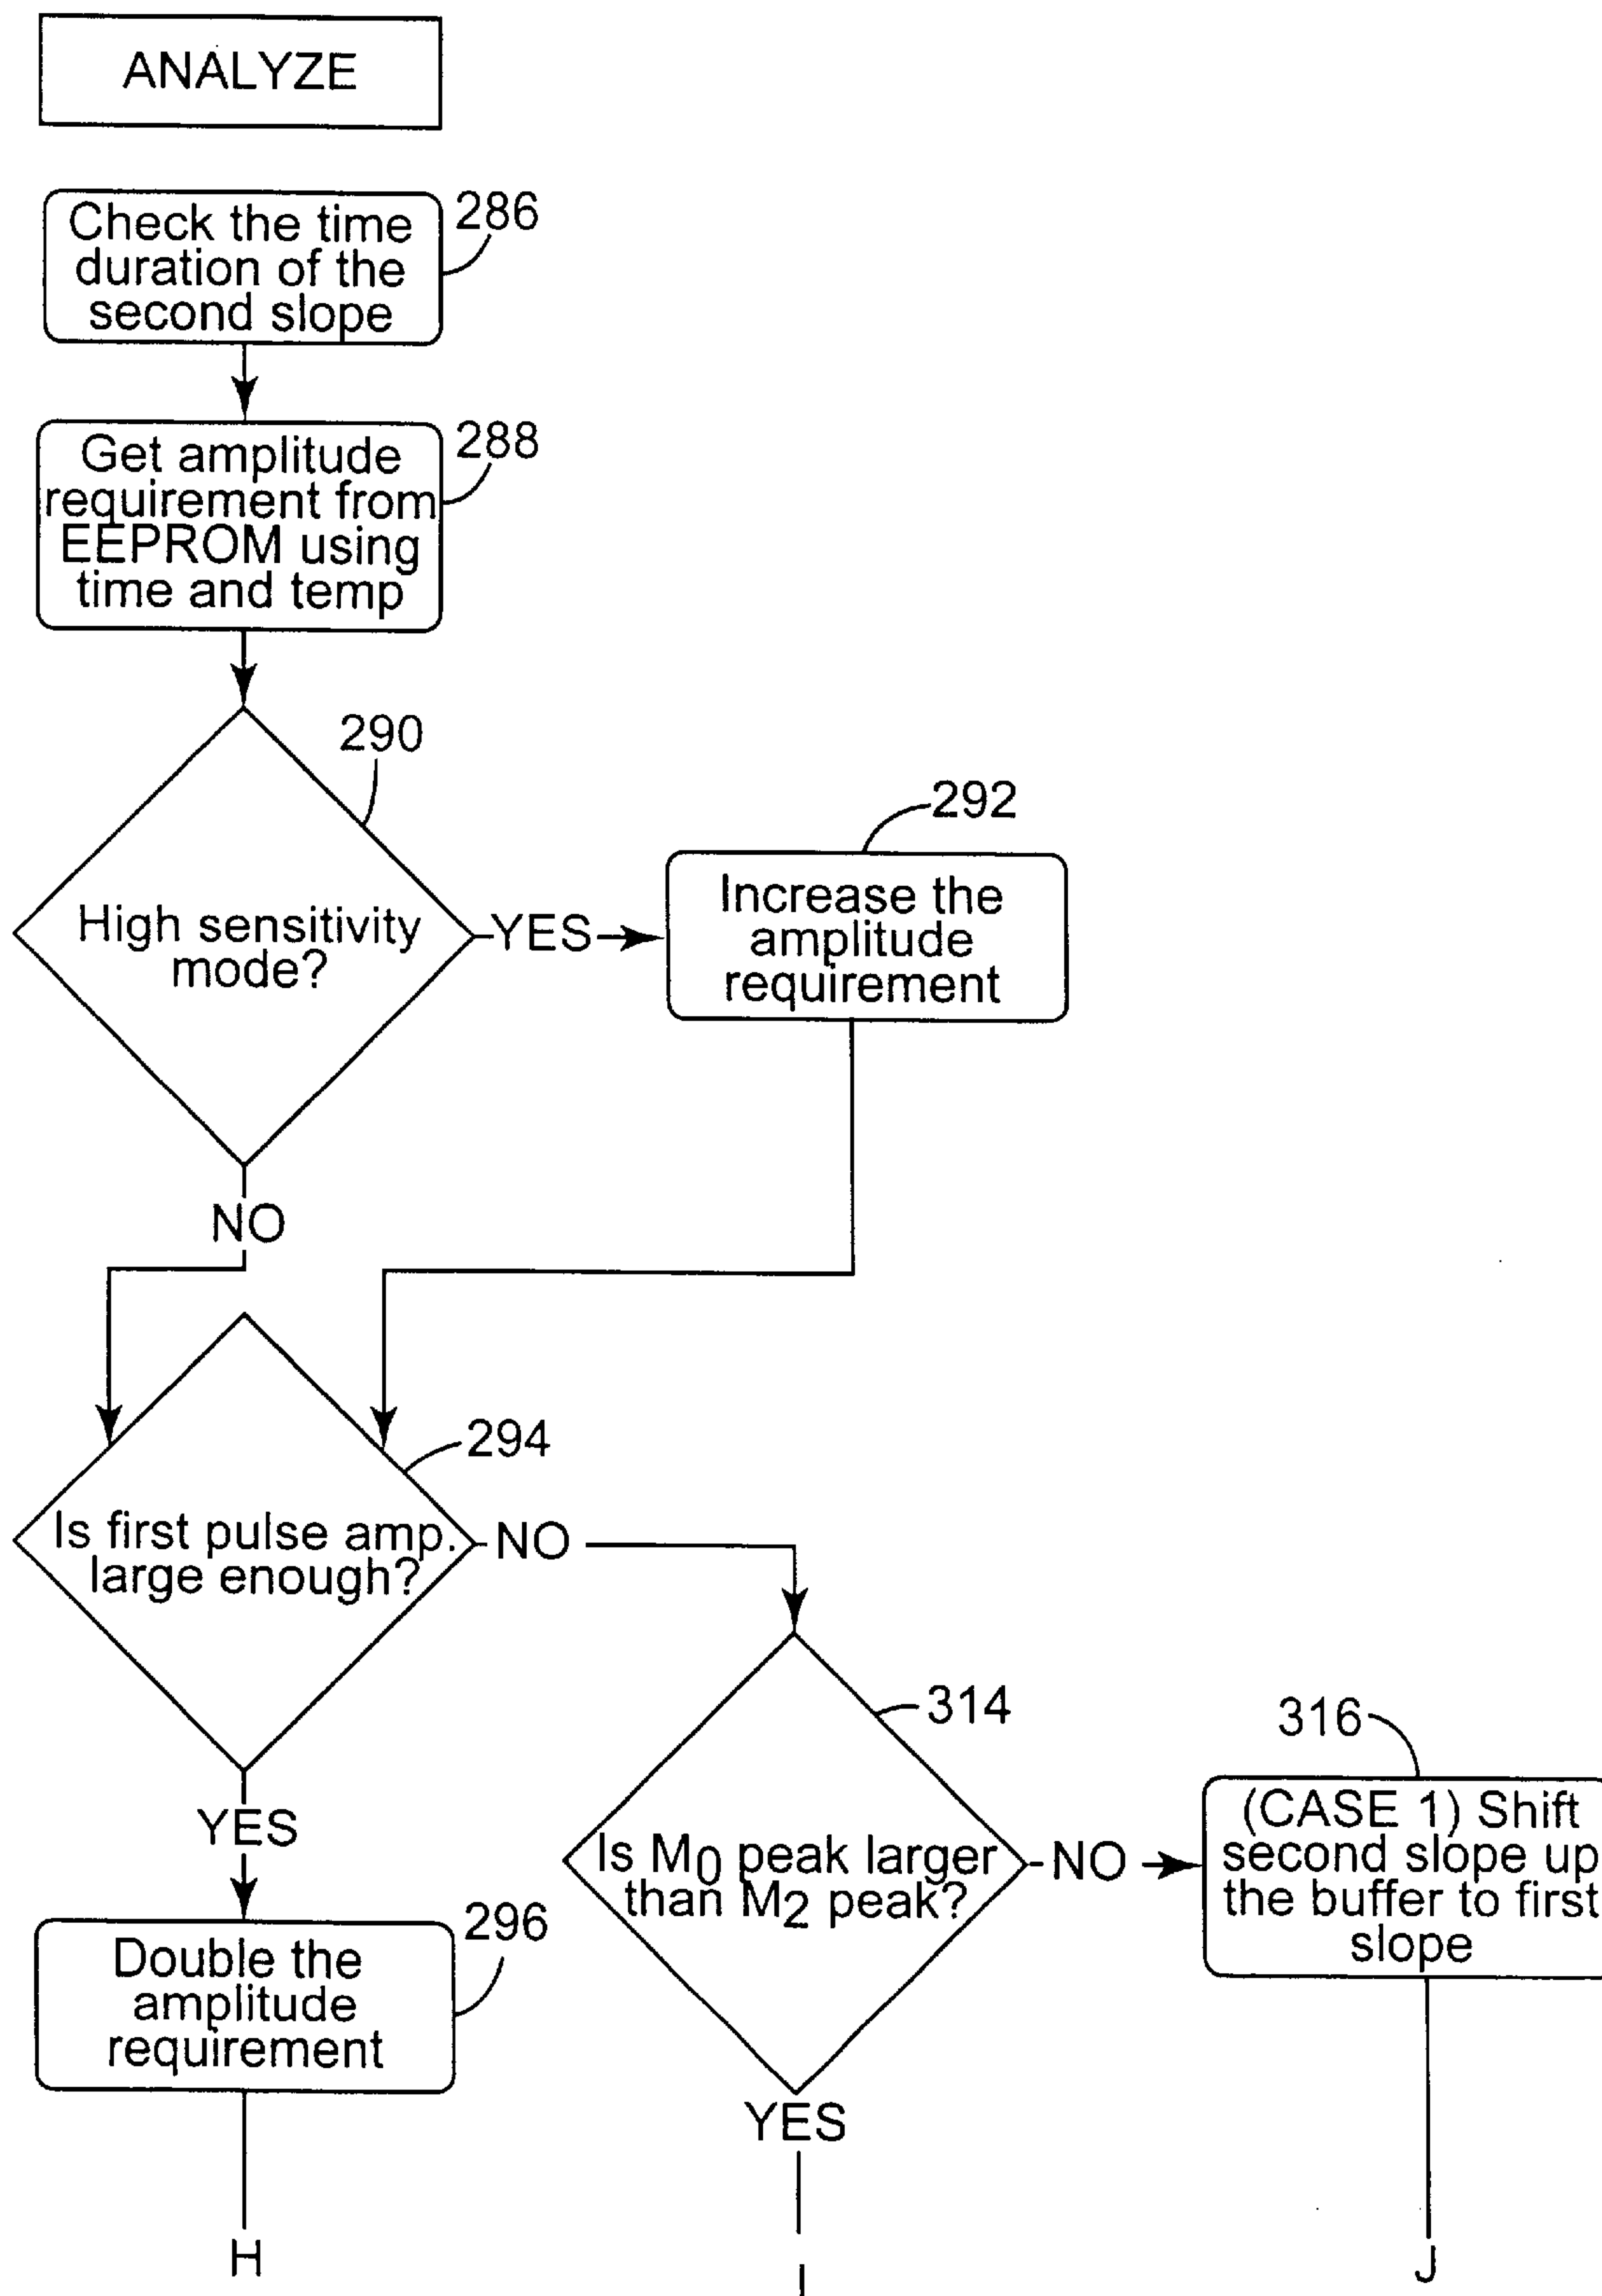 ANALYZE
Check the time
duration of the
second slope
286
Get amplitude
requirement from
EEPROM using
time and temp
288
290
High sensitivity
mode?
YES
292
Increase the
amplitude
requirement
NO
294
Is first pulse amp.
large enough?
NO
YES
314
Is M0 peak larger
than M2 peak?
NO
316
(CASE 1) Shift
second slope up
the buffer to first
slope
296
Double the
amplitude
requirement
YES
H
I
J